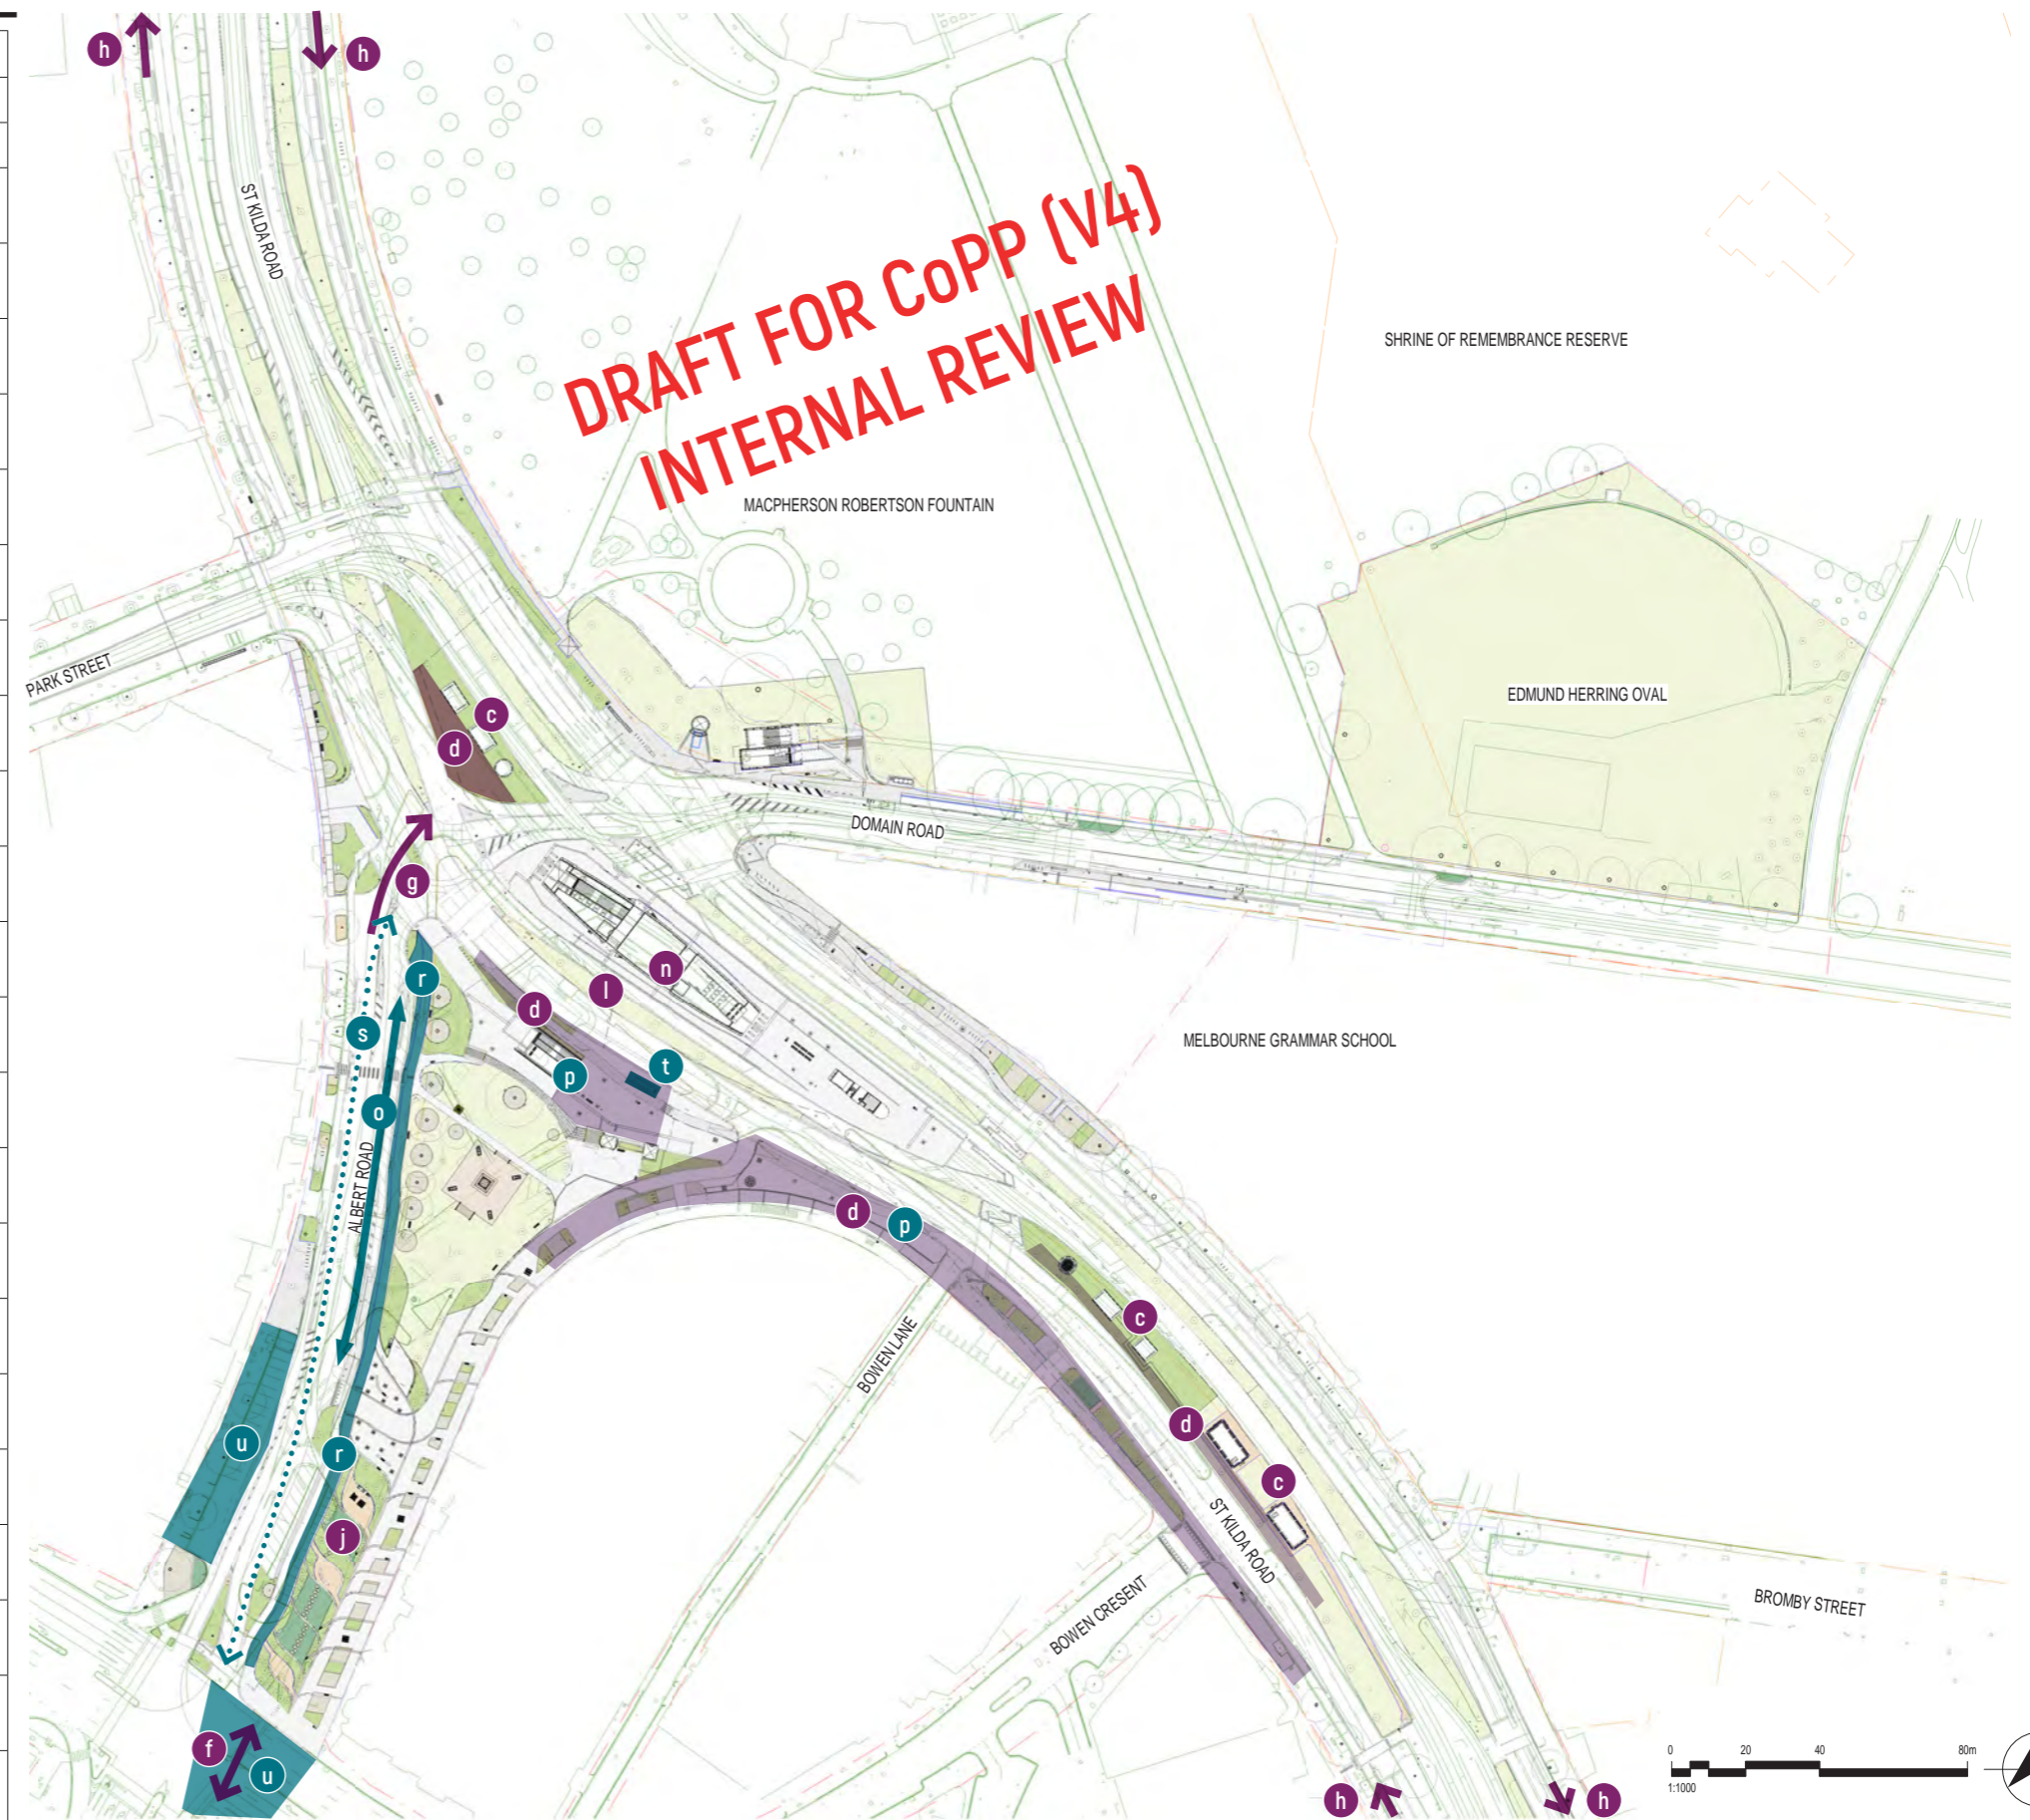 h
h
ST KILDA ROAD
DRAFT FOR CoPP (V4)
INTERNAL REVIEW
SHRINE OF REMEMBRANCE RESERVE
MACPHERSON ROBERTSON FOUNTAIN
PARK STREET
EDMUND HERRING OVAL
c
d
DOMAIN ROAD
g
n
r
l
d
s
MELBOURNE GRAMMAR SCHOOL
t
p
o
ALBERT ROAD
d
p
c
BOWEN LANE
d
u
r
c
ST KILDA ROAD
j
BOWEN CRESENT
BROMBY STREET
f
u
0 20 40 80m
1:1000
h
h